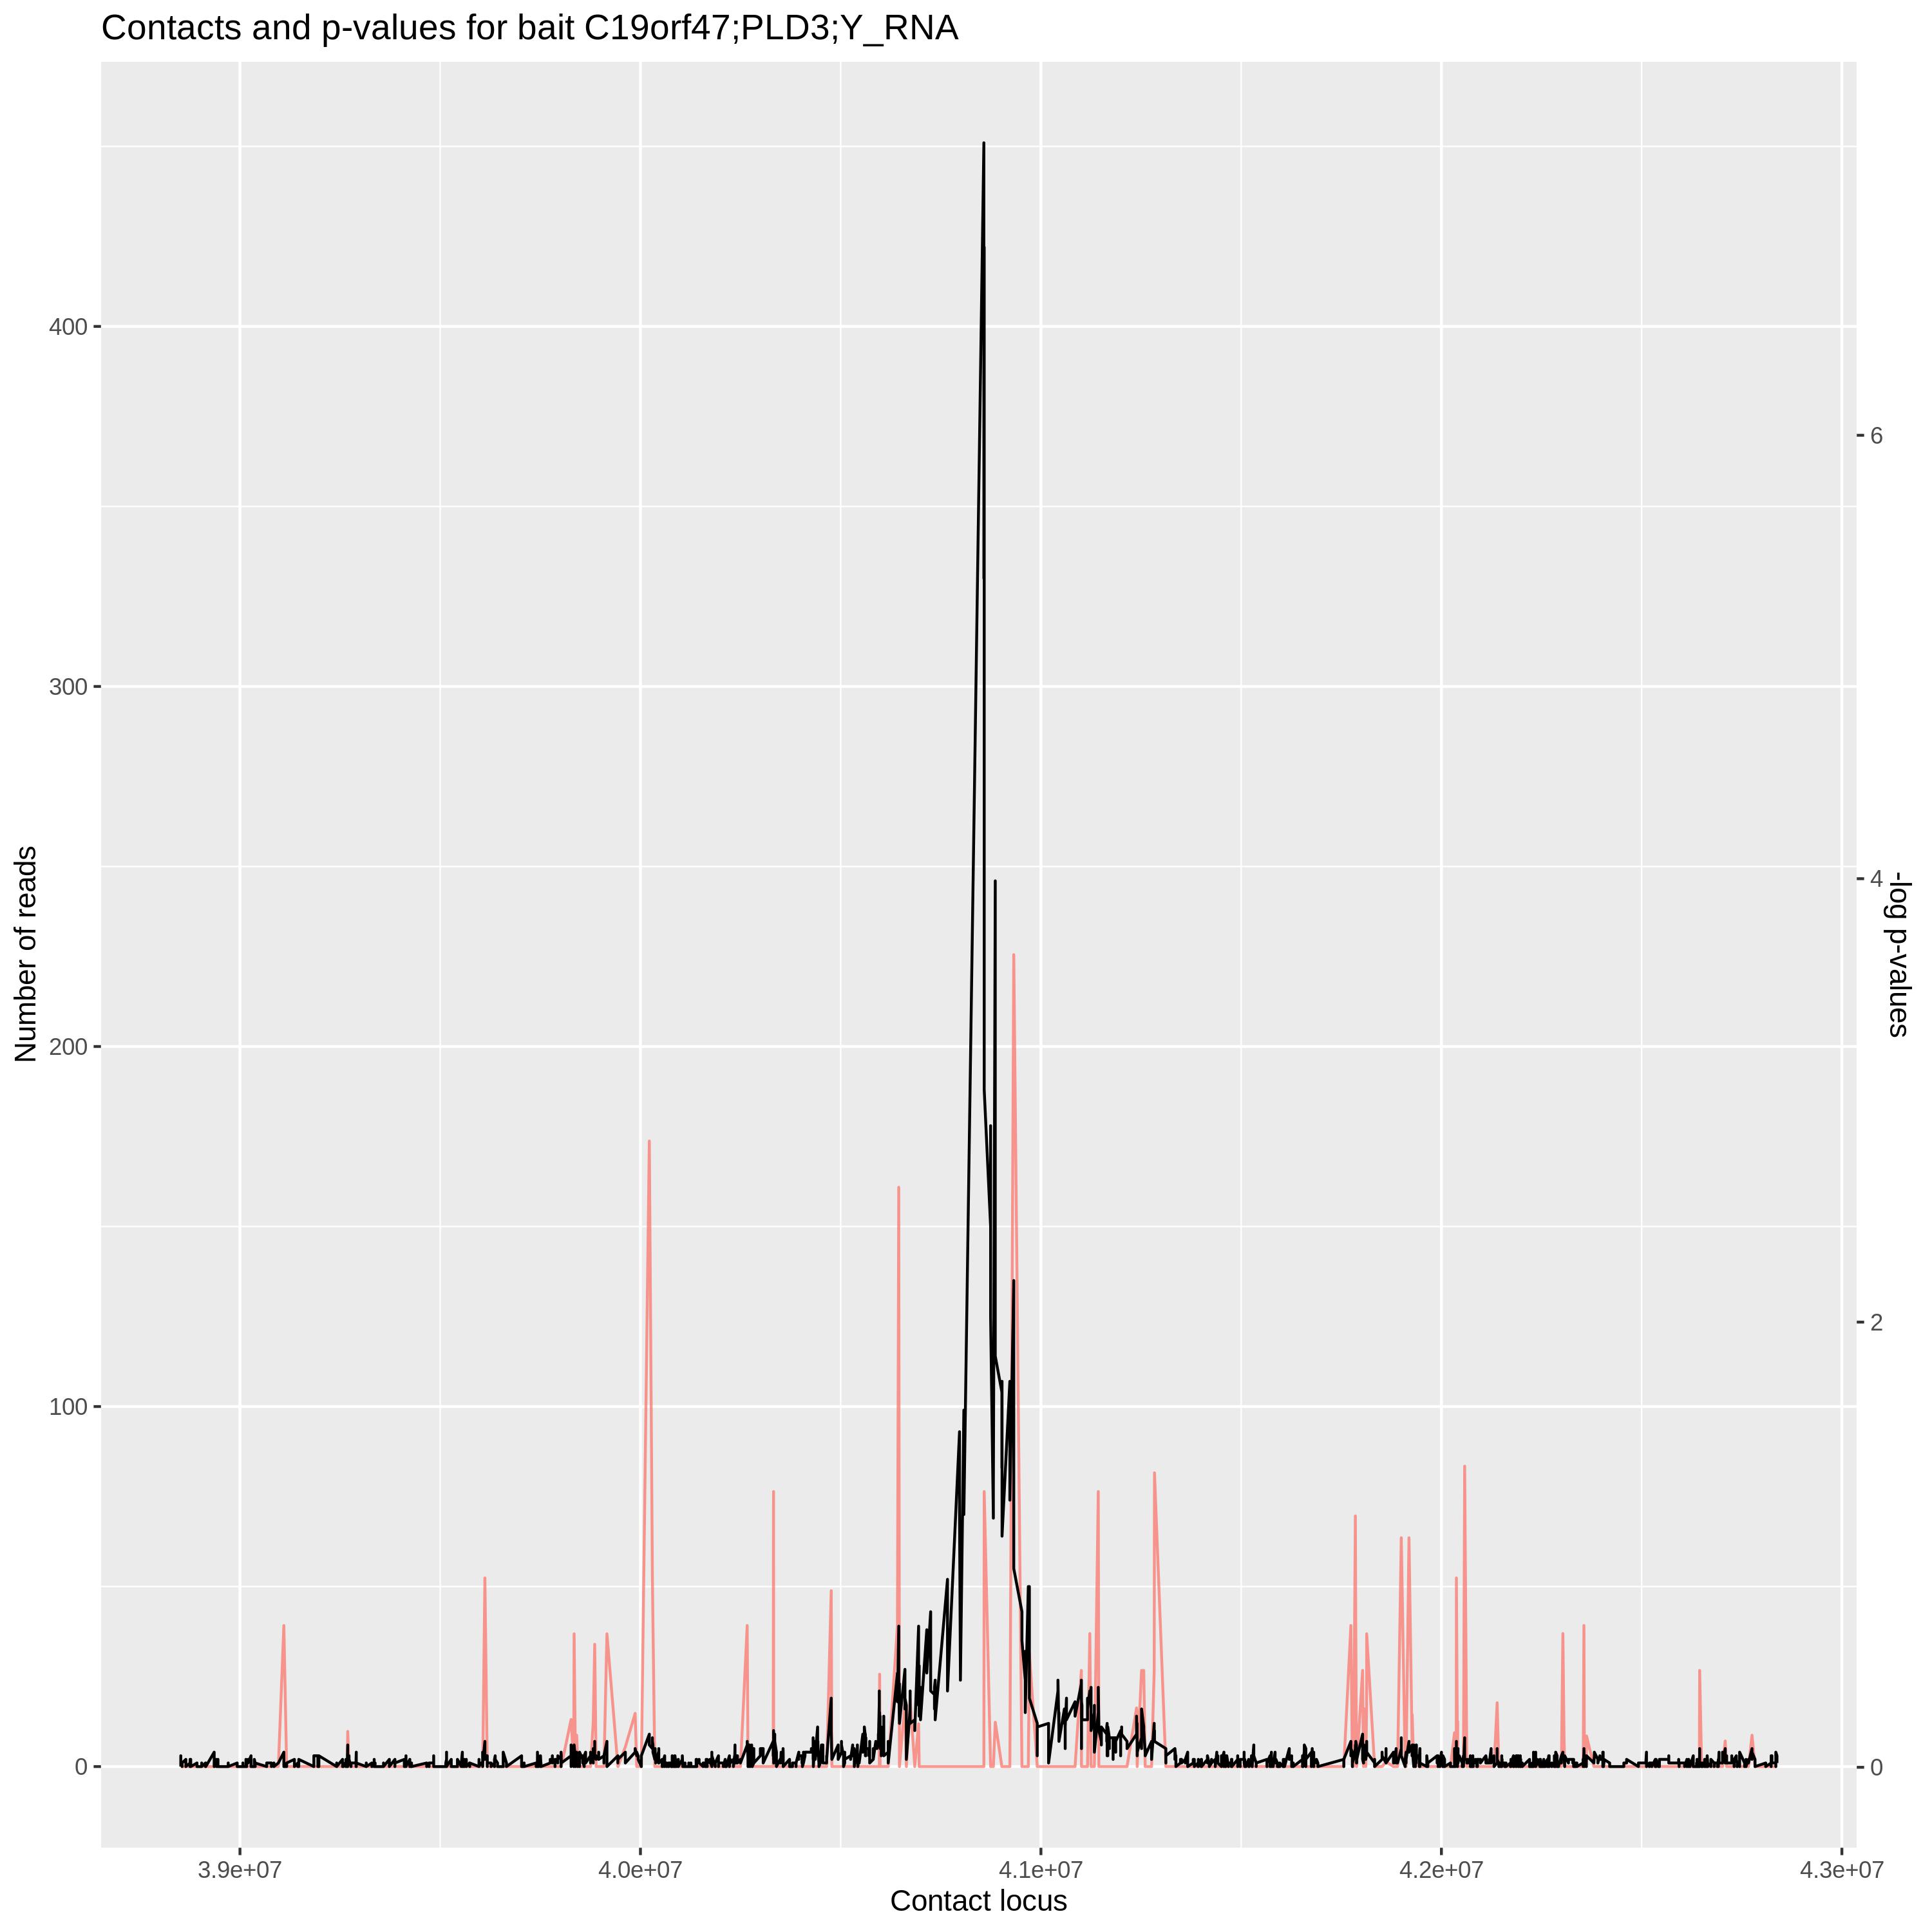 Contacts and p-values for bait C19orf47;PLD3;Y_RNA
Number of reads
400
300
200
100
0
6
4
2
0
-log p-values
3.9e+07
4.0e+07
4.1e+07
4.2e+07
4.3e+07
Contact locus